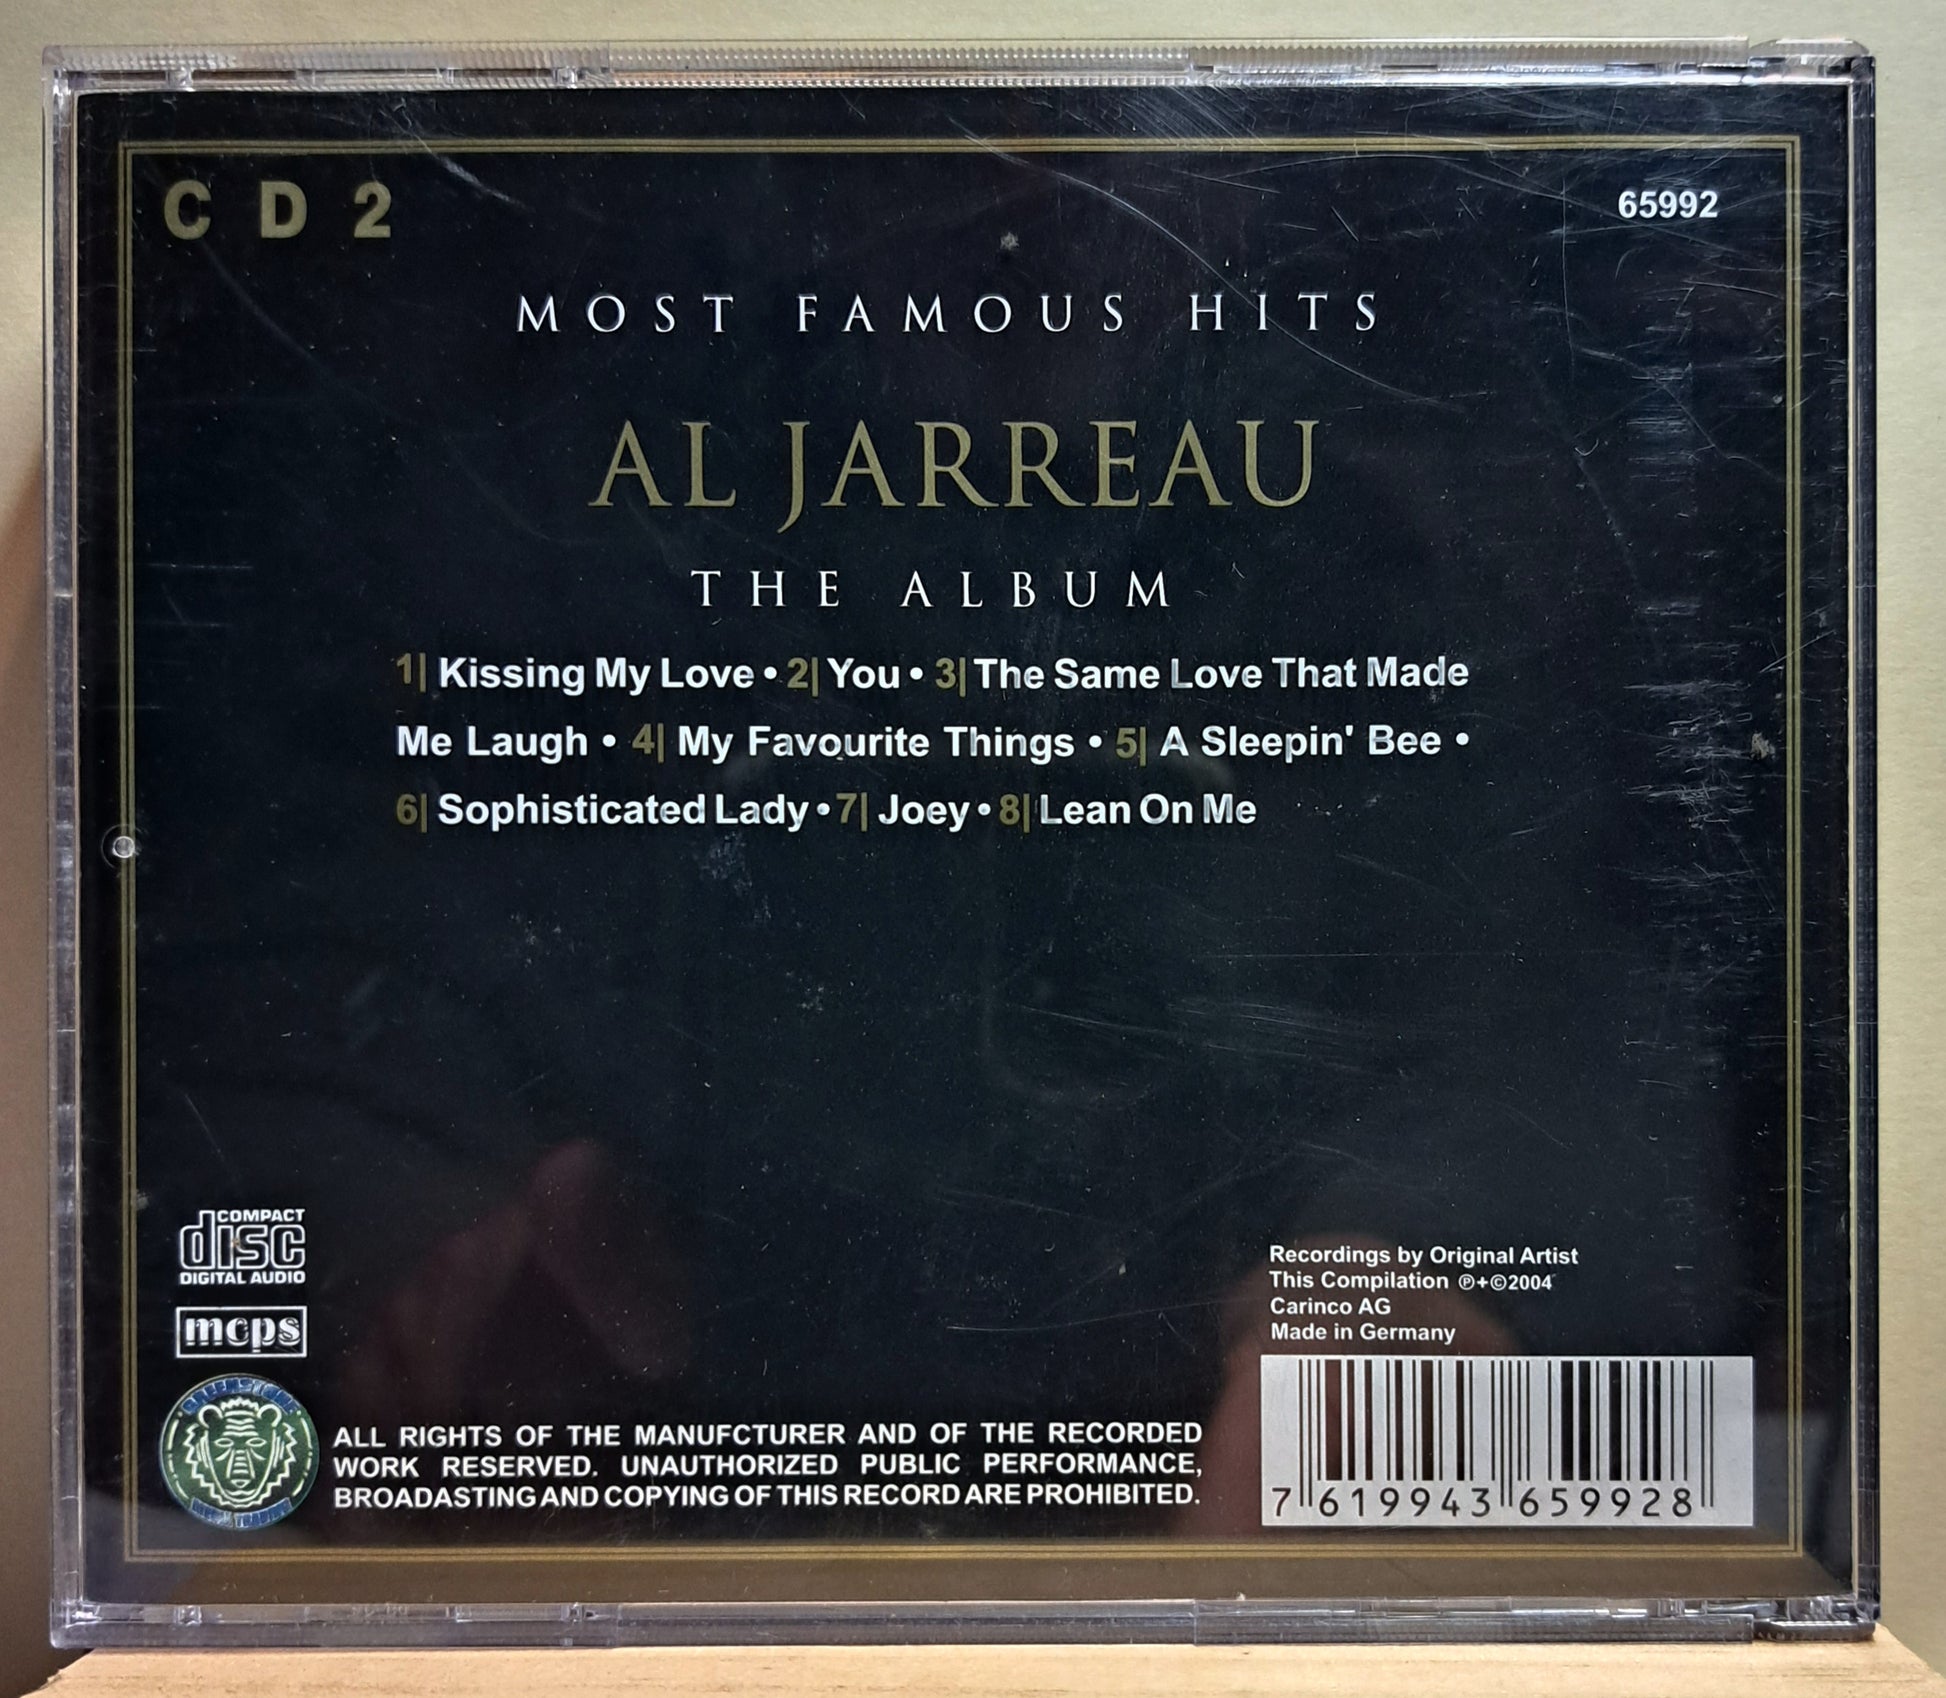 CD 2
65992
MOST FAMOUS HITS
AL JARREAU
THE ALBUM
1| Kissing My Love • 2| You • 3| The Same Love That Made
Me Laugh • 4| My Favourite Things • 5| A Sleepin' Bee •
6| Sophisticated Lady • 7| Joey • 8| Lean On Me
COMPACT
disc
DIGITAL AUDIO
mcps
GREENSTONE
Recordings by Original Artist
This Compilation ℗+©2004
Carinco AG
Made in Germany
ALL RIGHTS OF THE MANUFCTURER AND OF THE RECORDED
WORK RESERVED. UNAUTHORIZED PUBLIC PERFORMANCE,
BROADASTING AND COPYING OF THIS RECORD ARE PROHIBITED.
7 619943 659928